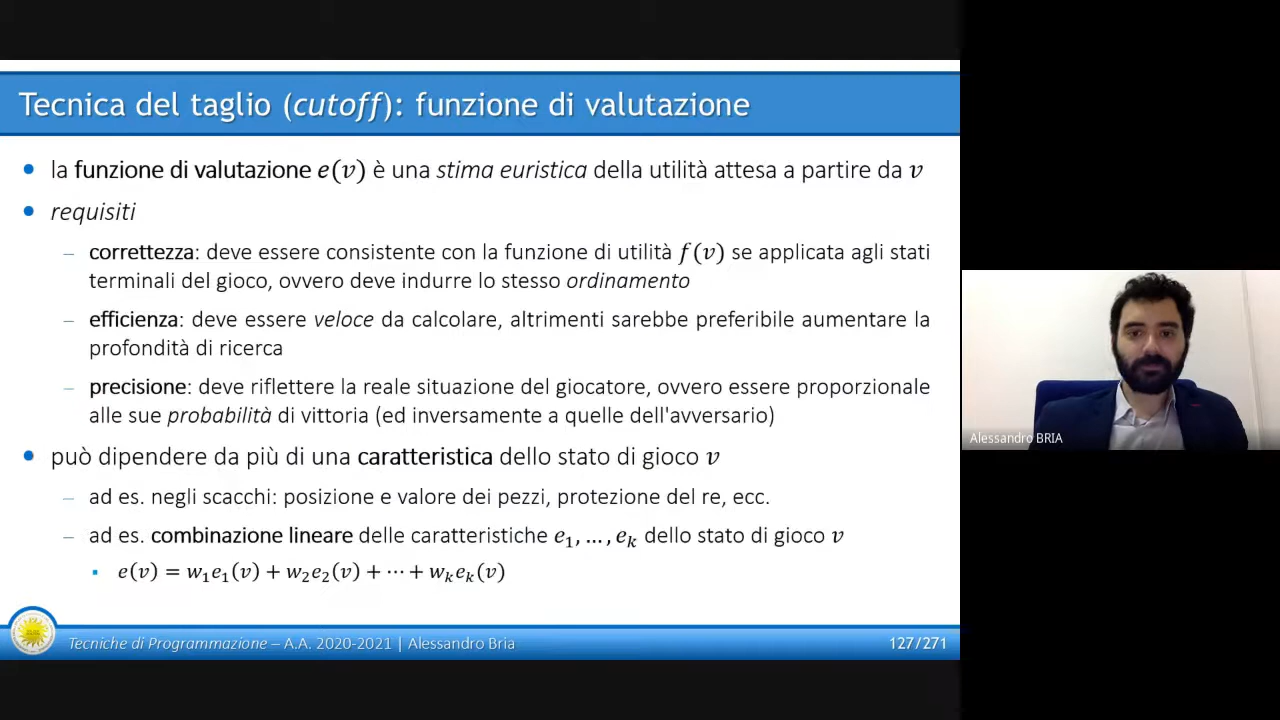 Tecnica del taglio (cutoff): funzione di valutazione
• la funzione di valutazione e(v) è una stima euristica della utilità attesa a partire da v
• requisiti
– correttezza: deve essere consistente con la funzione di utilità f(v) se applicata agli stati
terminali del gioco, ovvero deve indurre lo stesso ordinamento
– efficienza: deve essere veloce da calcolare, altrimenti sarebbe preferibile aumentare la
profondità di ricerca
– precisione: deve riflettere la reale situazione del giocatore, ovvero essere proporzionale
alle sue probabilità di vittoria (ed inversamente a quelle dell'avversario)
• può dipendere da più di una caratteristica dello stato di gioco v
– ad es. negli scacchi: posizione e valore dei pezzi, protezione del re, ecc.
– ad es. combinazione lineare delle caratteristiche e₁, …, eₖ dello stato di gioco v
▪ e(v) = w₁e₁(v) + w₂e₂(v) + ⋯ + wₖeₖ(v)
Tecniche di Programmazione – A.A. 2020-2021 | Alessandro Bria
127/271
Alessandro BRIA